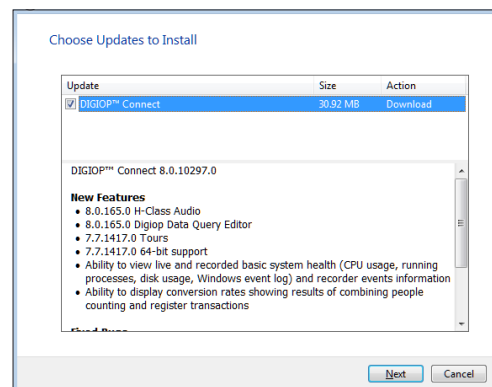 Choose Updates to Install
Update Size Action
DIGIOP™ Connect 30.92 MB Download
DIGIOP™ Connect 8.0.10297.0
New Features
• 8.0.165.0 H-Class Audio
• 8.0.165.0 Digiop Data Query Editor
• 7.7.1417.0 Tours
• 7.7.1417.0 64-bit support
• Ability to view live and recorded basic system health (CPU usage, running
processes, disk usage, Windows event log) and recorder events information
• Ability to display conversion rates showing results of combining people
counting and register transactions
Fixed Bugs
Next Cancel